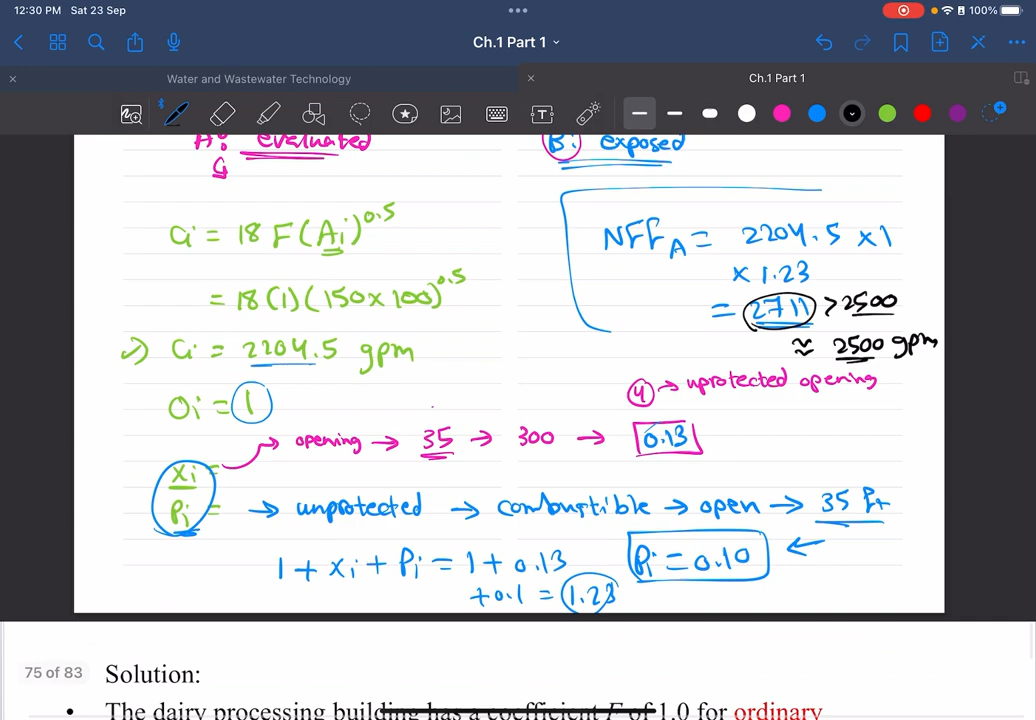 12:30 PM Sat 23 Sep
100%
Ch.1 Part 1
Water and Wastewater Technology
Ch.1 Part 1
A: evaluated
B: exposed
Ci = 18 F (Ai)^0.5
= 18 (1) (150 x 100)^0.5
Ci = 2204.5 gpm
Oi = 1
NFF A = 2204.5 x 1
x 1.23
= 2711 > 2500
≈ 2500 gpm
4 → uprotected opening
→ opening → 35 → 300 → 0.13
Xi =
Pi = → unprotected → combustible → open → 35 Ft
1 + Xi + Pi = 1 + 0.13
+ 0.1 = 1.23
Pi = 0.10 ←
75 of 83
Solution:
• The dairy processing building has a coefficient F of 1.0 for ordinary